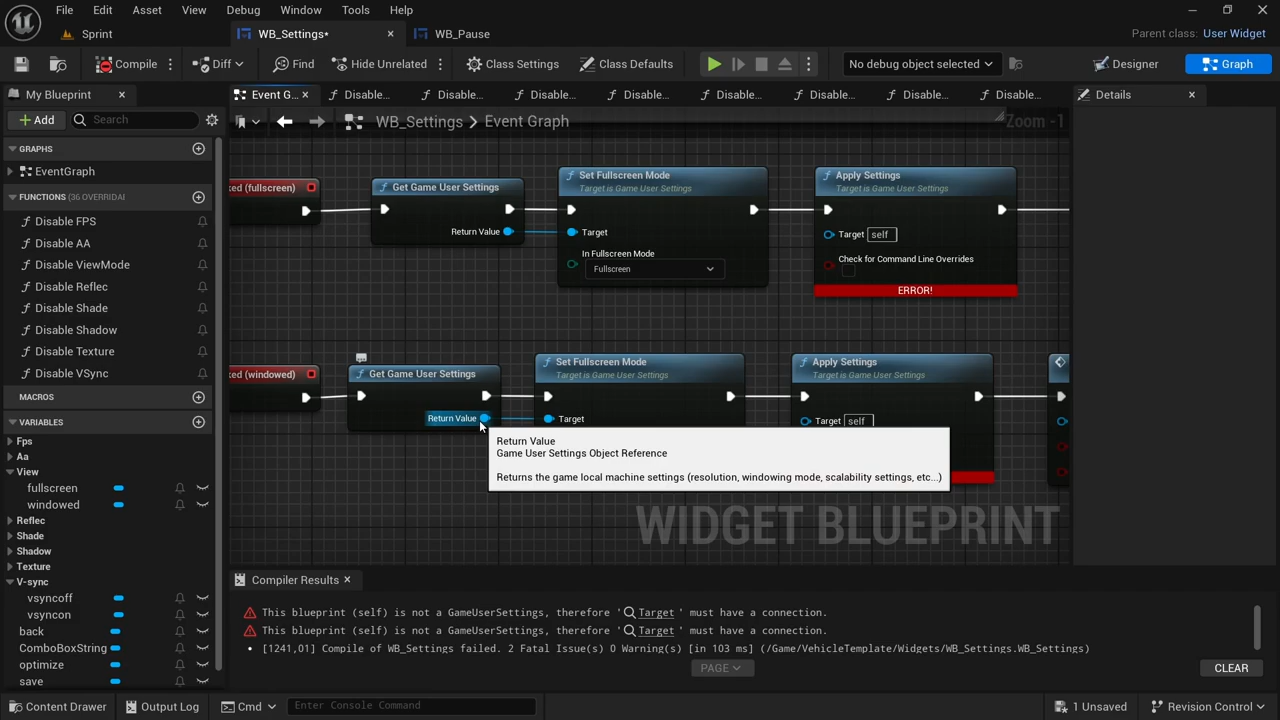 File Edit Asset View Debug Window Tools Help
Sprint
WB_Settings*
WB_Pause
Parent class: User Widget
Compile
Diff
Find
Hide Unrelated
Class Settings
Class Defaults
No debug object selected
Designer
Graph
My Blueprint
Event G...
Disable...
Disable...
Disable...
Disable...
Disable...
Disable...
Disable...
Disable...
Details
Add
Search
WB_Settings > Event Graph
Zoom -1
GRAPHS
EventGraph
FUNCTIONS (36 OVERRIDAI
Disable FPS
Disable AA
Disable ViewMode
Disable Reflec
Disable Shade
Disable Shadow
Disable Texture
Disable VSync
MACROS
VARIABLES
Fps
Aa
View
fullscreen
windowed
Reflec
Shade
Shadow
Texture
V-sync
vsyncoff
vsyncon
back
ComboBoxString
optimize
save
ked (fullscreen)
Get Game User Settings
Return Value
Set Fullscreen Mode
Target is Game User Settings
Target
In Fullscreen Mode
Fullscreen
Apply Settings
Target is Game User Settings
Target self
Check for Command Line Overrides
ERROR!
ked (windowed)
Get Game User Settings
Return Value
Set Fullscreen Mode
Target is Game User Settings
Target
Apply Settings
Target is Game User Settings
Target self
Return Value
Game User Settings Object Reference
Returns the game local machine settings (resolution, windowing mode, scalability settings, etc...)
WIDGET BLUEPRINT
Compiler Results
This blueprint (self) is not a GameUserSettings, therefore ' Target ' must have a connection.
This blueprint (self) is not a GameUserSettings, therefore ' Target ' must have a connection.
• [1241,01] Compile of WB_Settings failed. 2 Fatal Issue(s) 0 Warning(s) [in 103 ms] (/Game/VehicleTemplate/Widgets/WB_Settings.WB_Settings)
PAGE
CLEAR
Content Drawer
Output Log
Cmd
Enter Console Command
1 Unsaved
Revision Control